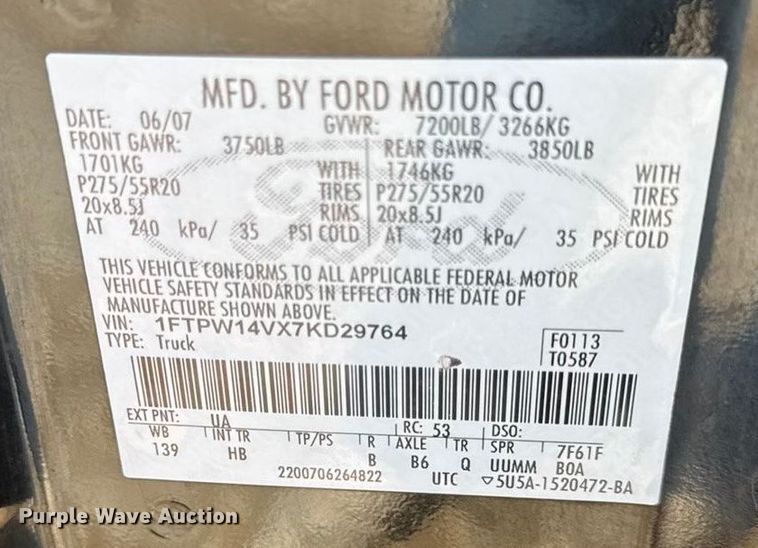 MFD. BY FORD MOTOR CO.
DATE: 06/07 GVWR: 7200LB/ 3266KG
FRONT GAWR: 3750LB REAR GAWR: 3850LB
1701KG WITH 1746KG WITH
P275/55R20 TIRES P275/55R20 TIRES
20x8.5J RIMS 20x8.5J RIMS
AT 240 kPa/ 35 PSI COLD AT 240 kPa/ 35 PSI COLD
Ford
THIS VEHICLE CONFORMS TO ALL APPLICABLE FEDERAL MOTOR
VEHICLE SAFETY STANDARDS IN EFFECT ON THE DATE OF
MANUFACTURE SHOWN ABOVE.
VIN: 1FTPW14VX7KD29764
TYPE: Truck
F0113
T0587
EXT PNT: UA RC: 53 DSO:
WB INT TR TP/PS R AXLE TR SPR 7F61F
139 HB B B6 Q UUMM BOA
2200706264822 UTC ▽5U5A-1520472-BA
Purple Wave Auction